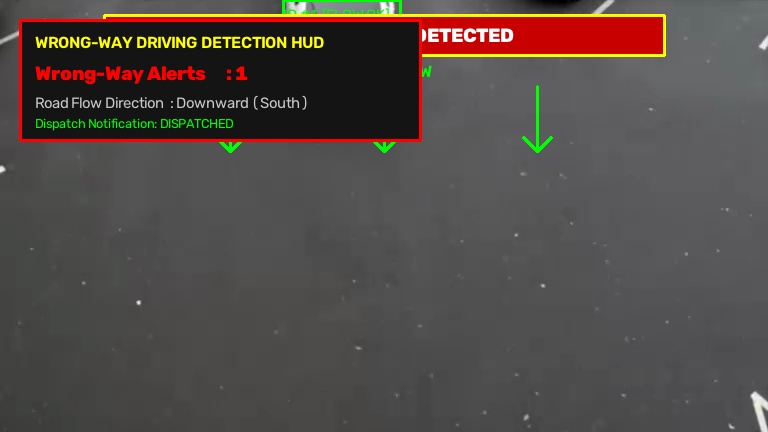 DETECTED
WRONG-WAY DRIVING DETECTION HUD
Wrong-Way Alerts : 1
Road Flow Direction : Downward (South)
Dispatch Notification: DISPATCHED